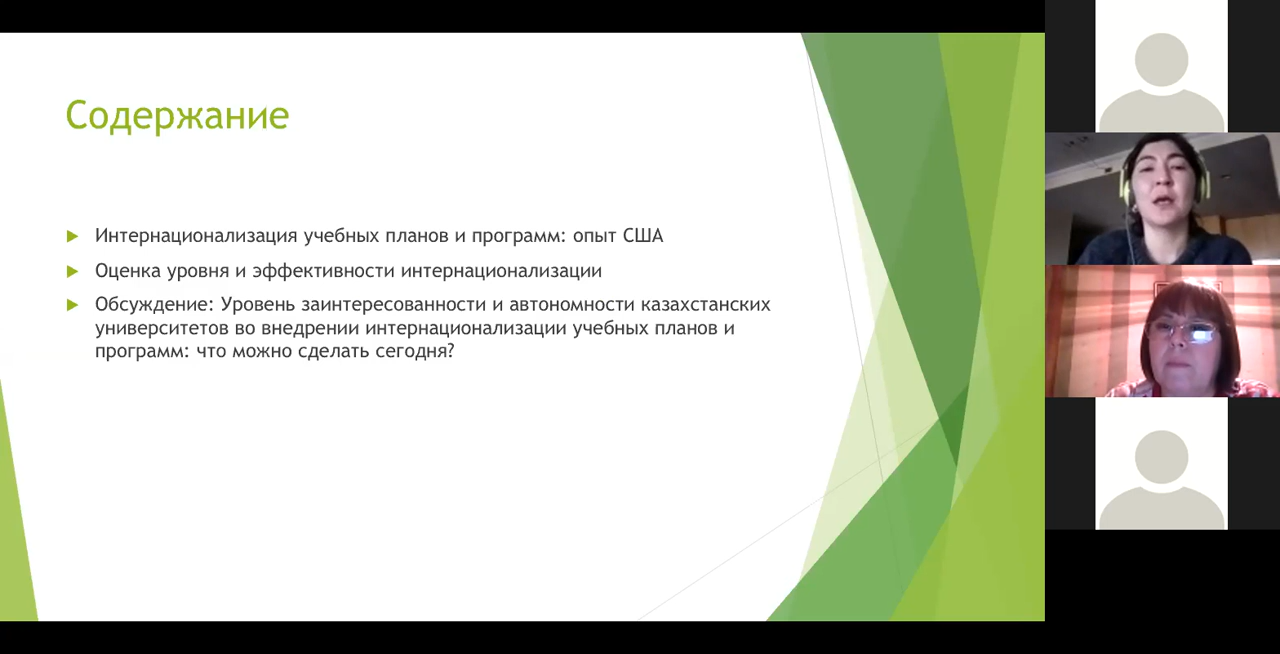 Содержание
Интернационализация учебных планов и программ: опыт США
Оценка уровня и эффективности интернационализации
Обсуждение: Уровень заинтересованности и автономности казахстанских
университетов во внедрении интернационализации учебных планов и
программ: что можно сделать сегодня?